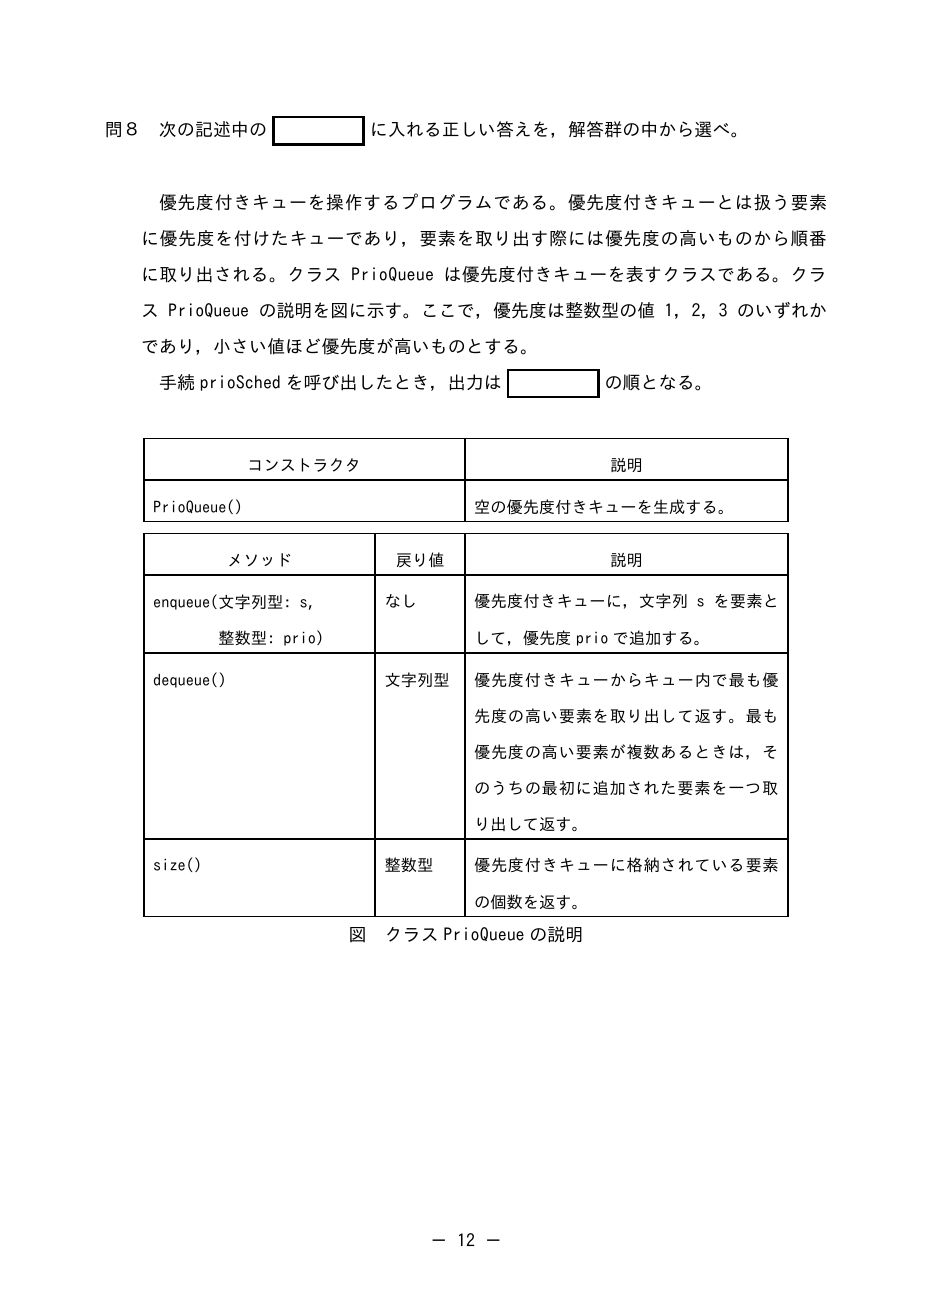 問８　次の記述中の　　　　　に入れる正しい答えを，解答群の中から選べ。
優先度付きキューを操作するプログラムである。優先度付きキューとは扱う要素
に優先度を付けたキューであり，要素を取り出す際には優先度の高いものから順番
に取り出される。クラス PrioQueue は優先度付きキューを表すクラスである。クラ
ス PrioQueue の説明を図に示す。ここで，優先度は整数型の値 1，2，3 のいずれか
であり，小さい値ほど優先度が高いものとする。
手続 prioSched を呼び出したとき，出力は　　　　　の順となる。
コンストラクタ　説明
PrioQueue()　空の優先度付きキューを生成する。
メソッド　戻り値　説明
enqueue(文字列型: s,　なし　優先度付きキューに，文字列 s を要素と
整数型: prio)　して，優先度 prio で追加する。
dequeue()　文字列型　優先度付きキューからキュー内で最も優
先度の高い要素を取り出して返す。最も
優先度の高い要素が複数あるときは，そ
のうちの最初に追加された要素を一つ取
り出して返す。
size()　整数型　優先度付きキューに格納されている要素
の個数を返す。
図　クラス PrioQueue の説明
－ 12 －